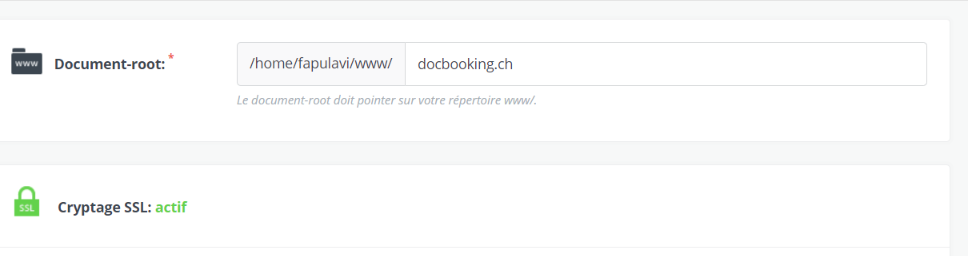 www Document-root: * /home/fapulavi/www/ docbooking.ch
Le document-root doit pointer sur votre répertoire www/.
SSL Cryptage SSL: actif